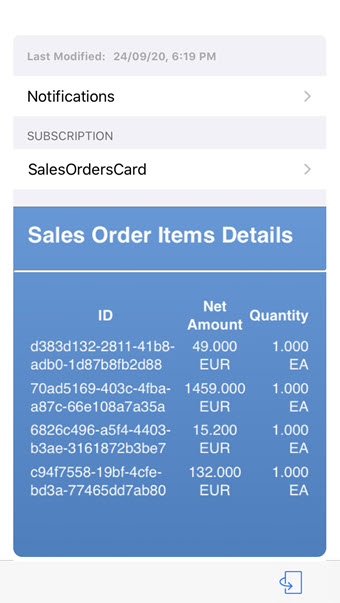 Last Modified: 24/09/20, 6:19 PM
Notifications
SUBSCRIPTION
SalesOrdersCard
Sales Order Items Details
ID Net Amount Quantity
d383d132-2811-41b8- 49.000 1.000
adb0-1d87b8fb2d88 EUR EA
70ad5169-403c-4fba- 1459.000 1.000
a87c-66e108a7a35a EUR EA
6826c496-a5f4-4403- 15.200 1.000
b3ae-3161872b3be7 EUR EA
c94f7558-19bf-4cfe- 132.000 1.000
bd3a-77465dd7ab80 EUR EA